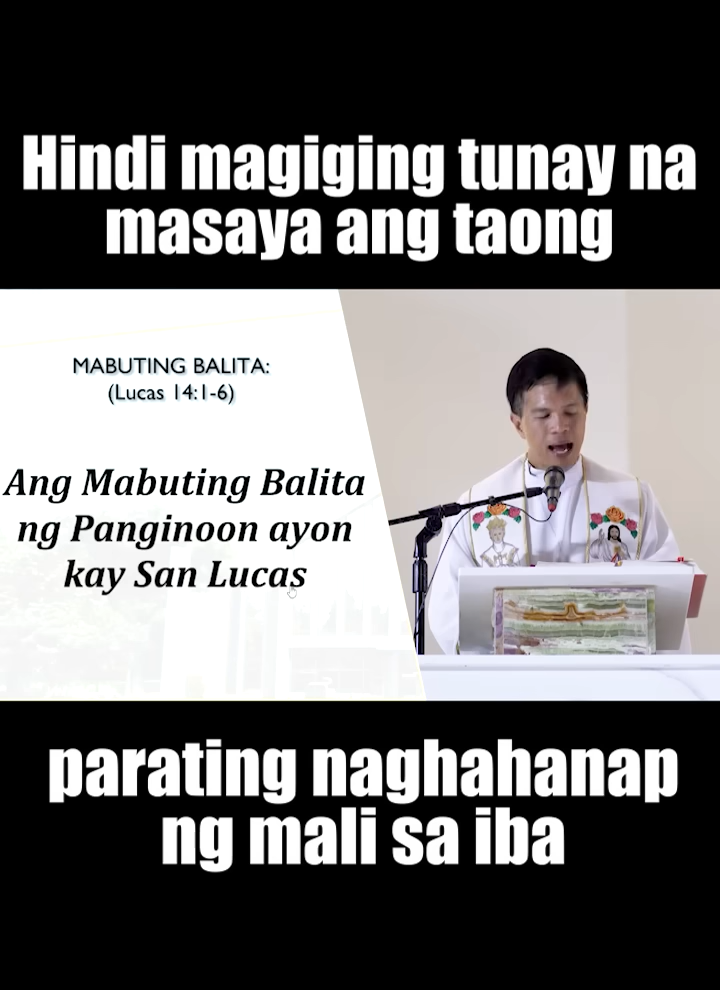 Hindi magiging tunay na
masaya ang taong
MABUTING BALITA:
(Lucas 14:1-6)
Ang Mabuting Balita
ng Panginoon ayon
kay San Lucas
parating naghahanap
ng mali sa iba